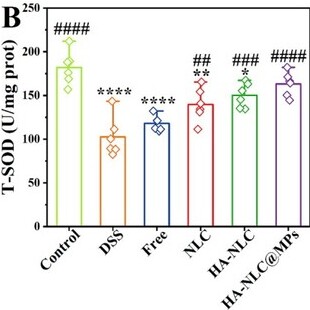 B
T-SOD (U/mg prot)
250
200
150
100
50
0
####
****
****
##
**
###
*
####
Control
DSS
Free
NLC
HA-NLC
HA-NLC@MPs